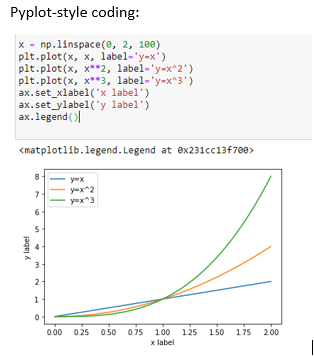 Pyplot-style coding:
x = np.linspace(0, 2, 100)
plt.plot(x, x, label='y=x')
plt.plot(x, x**2, label='y=x^2')
plt.plot(x, x**3, label='y=x^3')
ax.set_xlabel('x label')
ax.set_ylabel('y label')
ax.legend()
<matplotlib.legend.Legend at 0x231cc13f700>
y=x
y=x^2
y=x^3
8
7
6
5
4
3
2
1
0
y label
0.00 0.25 0.50 0.75 1.00 1.25 1.50 1.75 2.00
x label